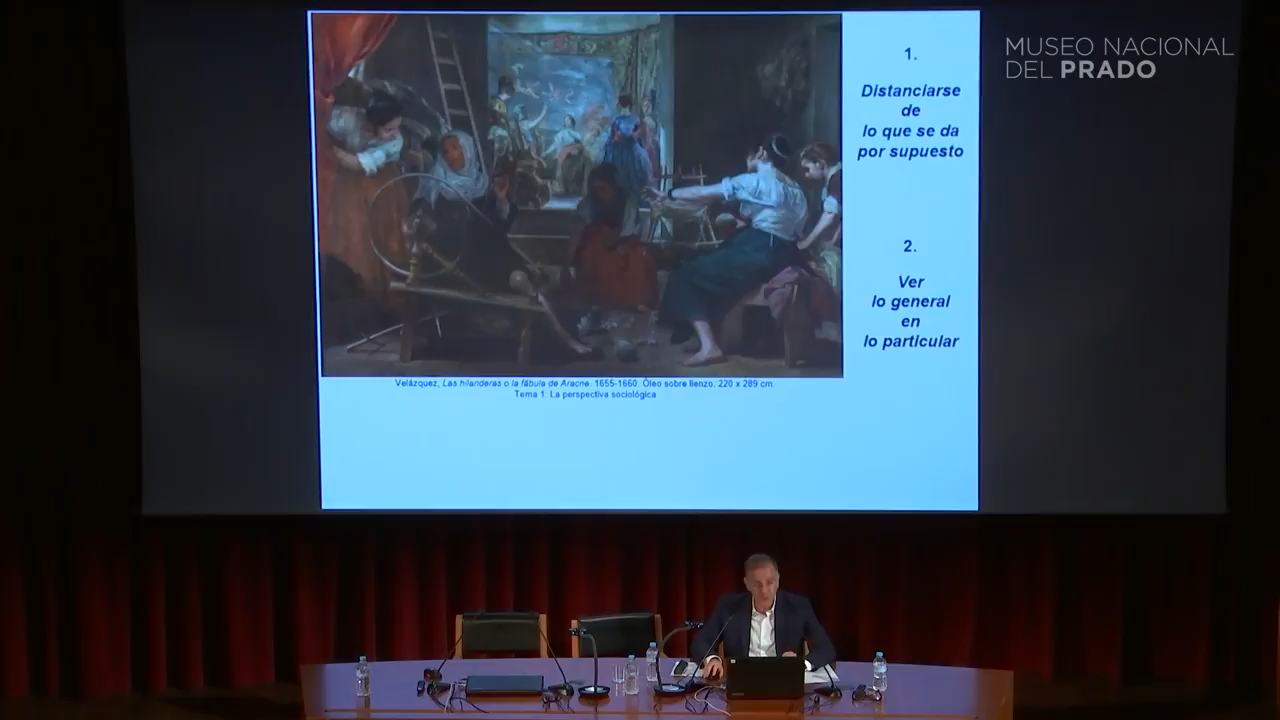 MUSEO NACIONAL
DEL PRADO
1.
Distanciarse
de
lo que se da
por supuesto
2.
Ver
lo general
en
lo particular
Velázquez, Las hilanderas o la fábula de Aracne. 1655-1660. Óleo sobre lienzo, 220 x 289 cm.
Tema 1. La perspectiva sociológica